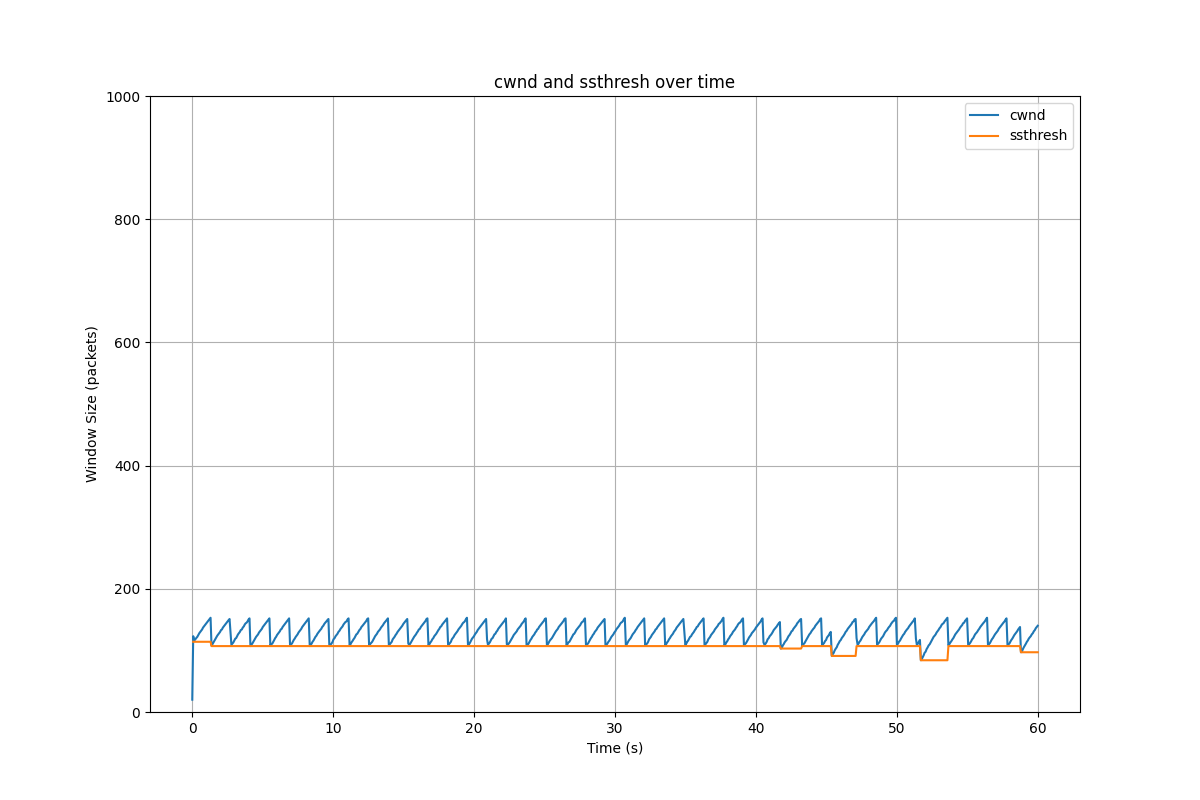 cwnd and ssthresh over time
1000
800
600
400
200
0
Window Size (packets)
cwnd
ssthresh
0 10 20 30 40 50 60
Time (s)